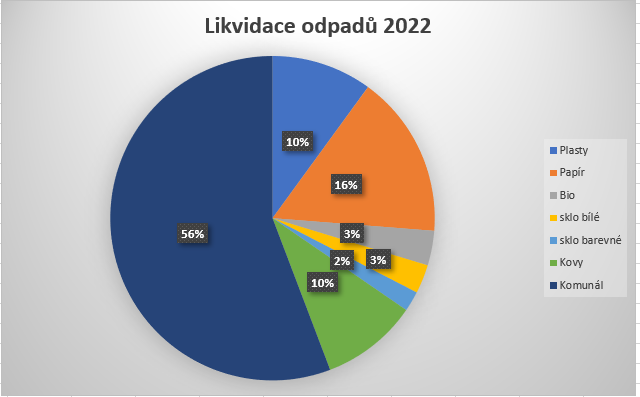 Likvidace odpadů 2022
10%
16%
3%
3%
2%
10%
56%
Plasty
Papír
Bio
sklo bílé
sklo barevné
Kovy
Komunál